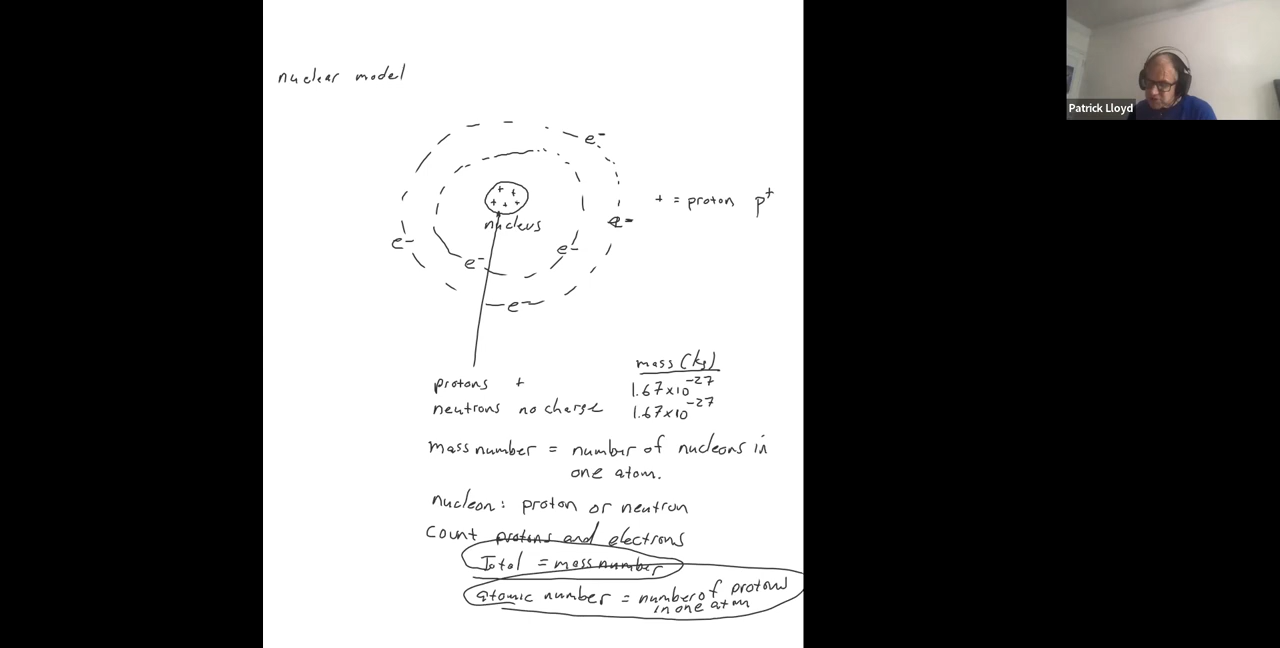 nuclear model
Patrick Lloyd
e-
+ = proton p+
e-
nucleus
e-
e-
e-
e-
mass (kg)
protons + 1.67x10^-27
neutrons no charge 1.67x10^-27
mass number = number of nucleons in
one atom.
nucleon: proton or neutron
count protons and electrons
Total = mass number
atomic number = number of protons
in one atom